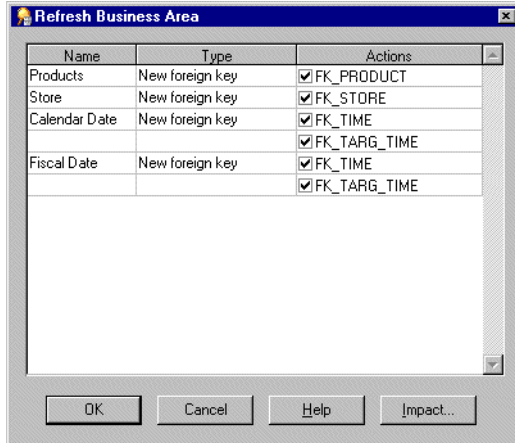 Refresh Business Area
Name Type Actions
Products New foreign key FK_PRODUCT
Store New foreign key FK_STORE
Calendar Date New foreign key FK_TIME
FK_TARG_TIME
Fiscal Date New foreign key FK_TIME
FK_TARG_TIME
OK Cancel Help Impact...